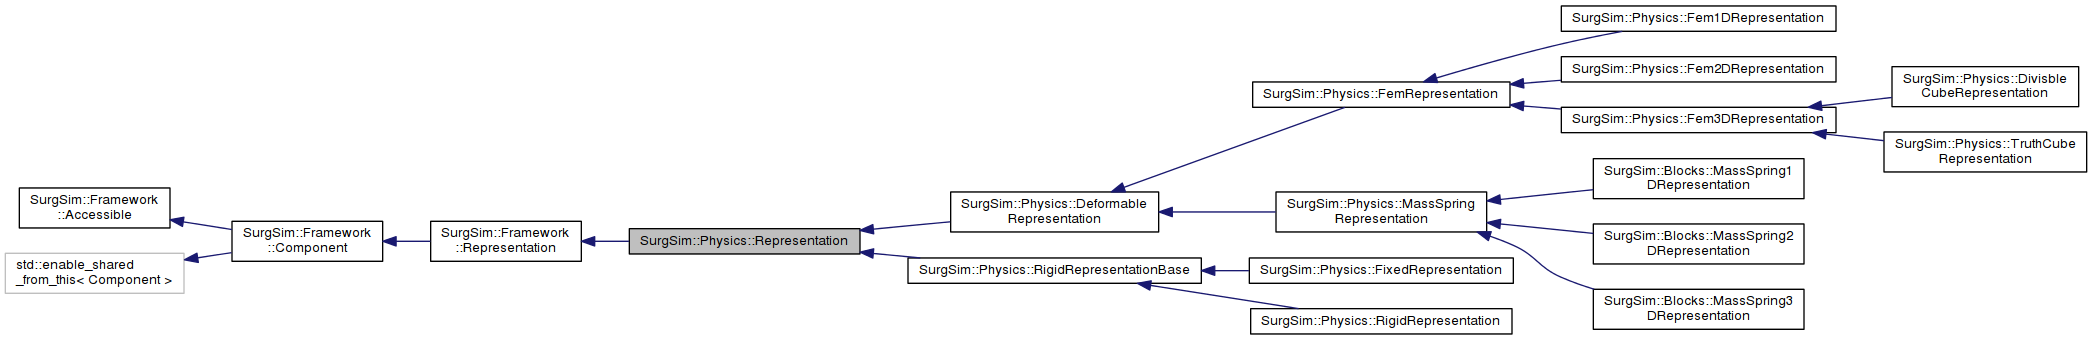 SurgSim::Framework
::Accessible
std::enable_shared
_from_this< Component >
SurgSim::Framework
::Component
SurgSim::Framework
::Representation
SurgSim::Physics::Representation
SurgSim::Physics::Deformable
Representation
SurgSim::Physics::RigidRepresentationBase
SurgSim::Physics::FemRepresentation
SurgSim::Physics::MassSpring
Representation
SurgSim::Physics::FixedRepresentation
SurgSim::Physics::RigidRepresentation
SurgSim::Physics::Fem1DRepresentation
SurgSim::Physics::Fem2DRepresentation
SurgSim::Physics::Fem3DRepresentation
SurgSim::Blocks::MassSpring1
DRepresentation
SurgSim::Blocks::MassSpring2
DRepresentation
SurgSim::Blocks::MassSpring3
DRepresentation
SurgSim::Physics::Divisble
CubeRepresentation
SurgSim::Physics::TruthCube
Representation